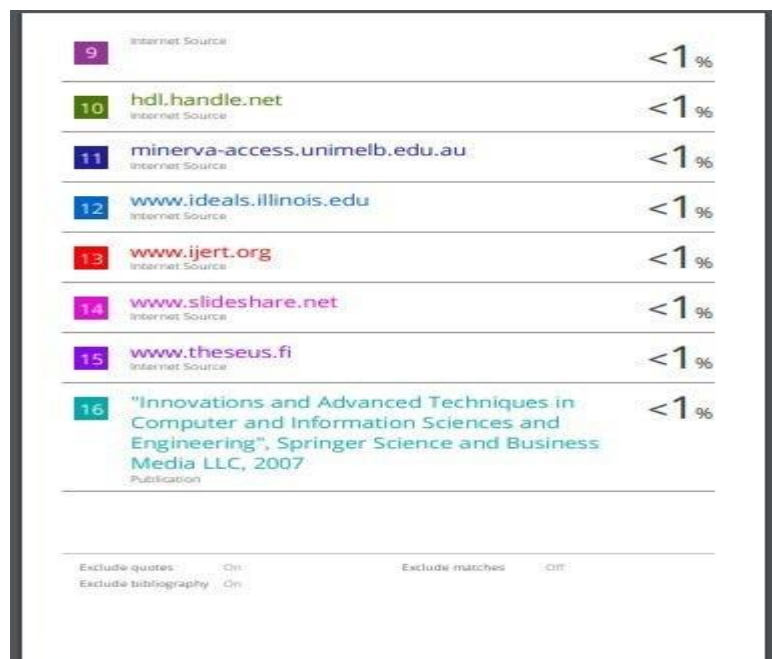 9
Internet Source
<1%
10
hdl.handle.net
Internet Source
<1%
11
minerva-access.unimelb.edu.au
Internet Source
<1%
12
www.ideals.illinois.edu
Internet Source
<1%
13
www.ijert.org
Internet Source
<1%
14
www.slideshare.net
Internet Source
<1%
15
www.theseus.fi
Internet Source
<1%
16
"Innovations and Advanced Techniques in
Computer and Information Sciences and
Engineering", Springer Science and Business
Media LLC, 2007
Publication
<1%
Exclude quotes On
Exclude matches Off
Exclude bibliography On